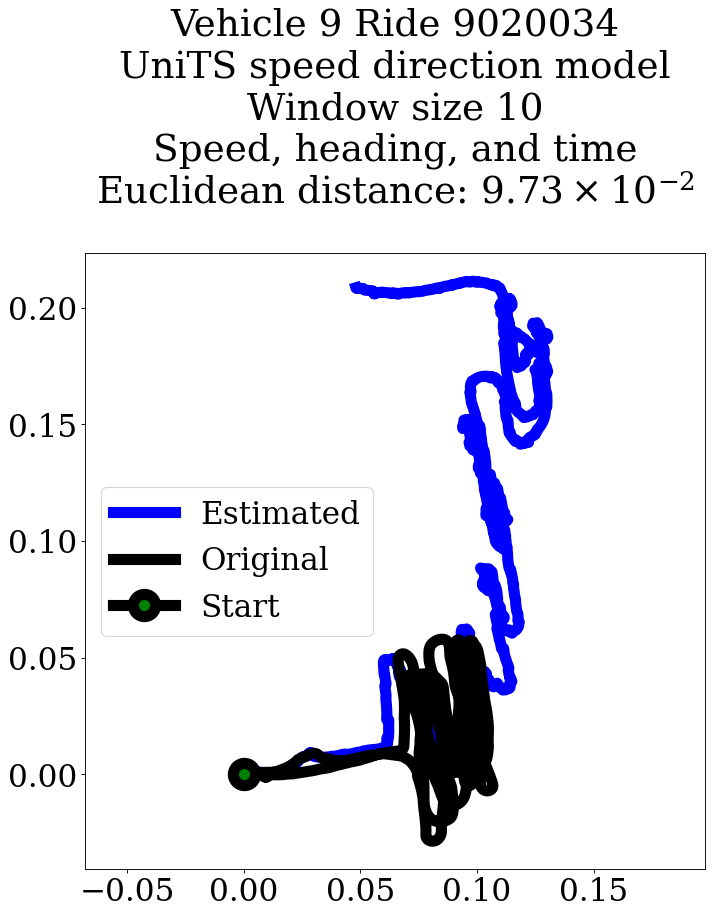 Vehicle 9 Ride 9020034
UniTS speed direction model
Window size 10
Speed, heading, and time
Euclidean distance: 9.73 × 10⁻²
0.20
0.15
0.10
0.05
0.00
Estimated
Original
Start
−0.05 0.00 0.05 0.10 0.15